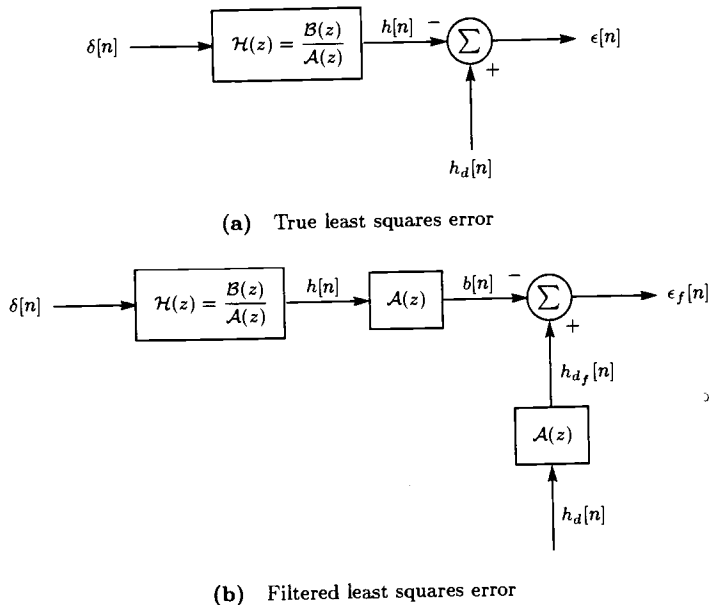 δ[n]
ℋ(z) = ℬ(z)/𝒜(z)
h[n]
−
Σ
ϵ[n]
+
h_d[n]
(a) True least squares error
δ[n]
ℋ(z) = ℬ(z)/𝒜(z)
h[n]
𝒜(z)
b[n]
−
Σ
ϵ_f[n]
+
h_{d_f}[n]
𝒜(z)
h_d[n]
(b) Filtered least squares error